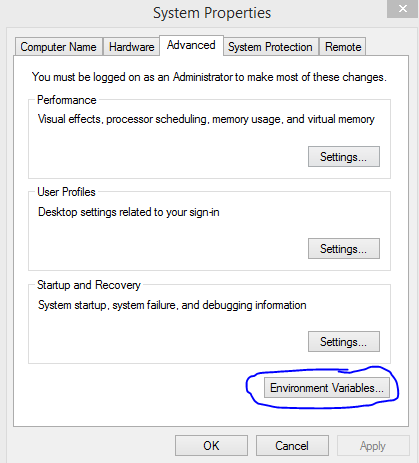 System Properties
Computer Name Hardware Advanced System Protection Remote
You must be logged on as an Administrator to make most of these changes.
Performance
Visual effects, processor scheduling, memory usage, and virtual memory
Settings...
User Profiles
Desktop settings related to your sign-in
Settings...
Startup and Recovery
System startup, system failure, and debugging information
Settings...
Environment Variables...
OK Cancel Apply